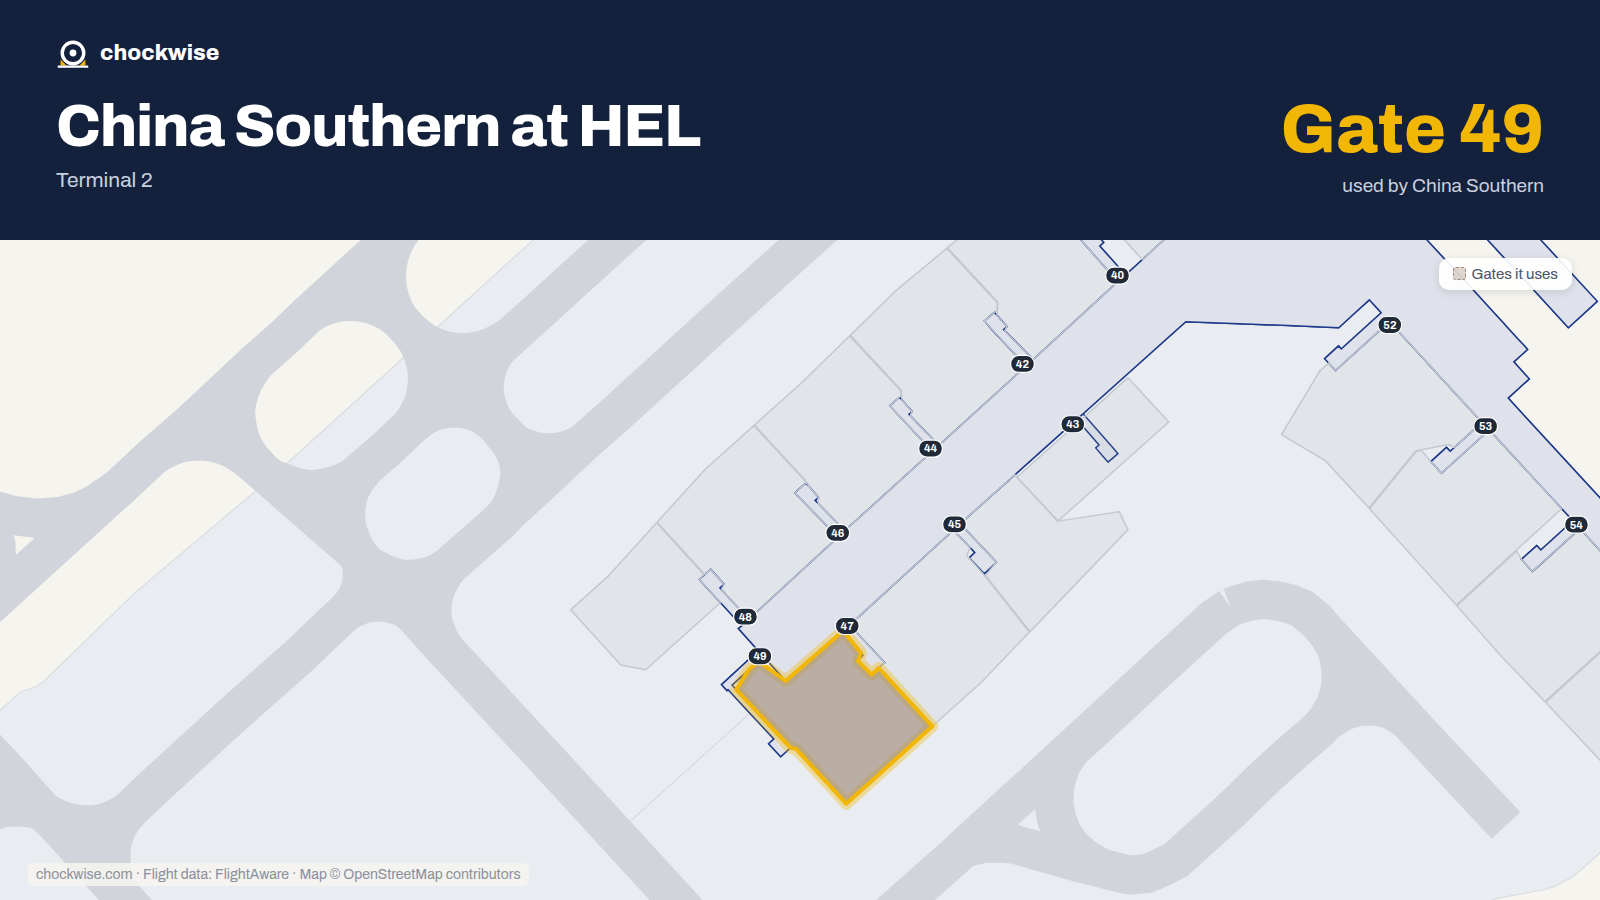 chockwise
China Southern at HEL
Terminal 2
Gate 49
used by China Southern
Gates it uses
40
52
42
43
53
44
45
54
46
48
47
49
chockwise.com · Flight data: FlightAware · Map © OpenStreetMap contributors